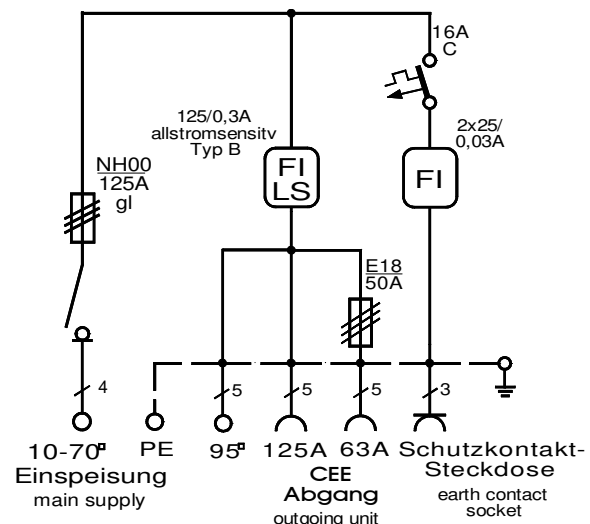 16A
C
125/0,3A
allstromsensitv
Typ B
2x25/
0,03A
NH00
125A
gl
FI
LS
FI
E18
50A
4
5
5
5
3
10-70□
PE
95□
125A
63A
Schutzkontakt-
Steckdose
Einspeisung
main supply
CEE
Abgang
outgoing unit
earth contact
socket